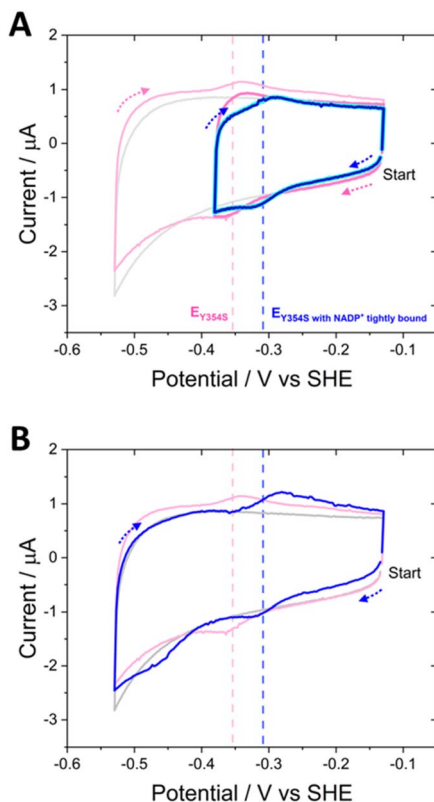 A
2
1
0
-1
-2
-3
Current / μA
Start
E Y354S
E Y354S with NADP⁺ tightly bound
-0.6 -0.5 -0.4 -0.3 -0.2 -0.1
Potential / V vs SHE
B
2
1
0
-1
-2
-3
Current / μA
Start
-0.6 -0.5 -0.4 -0.3 -0.2 -0.1
Potential / V vs SHE